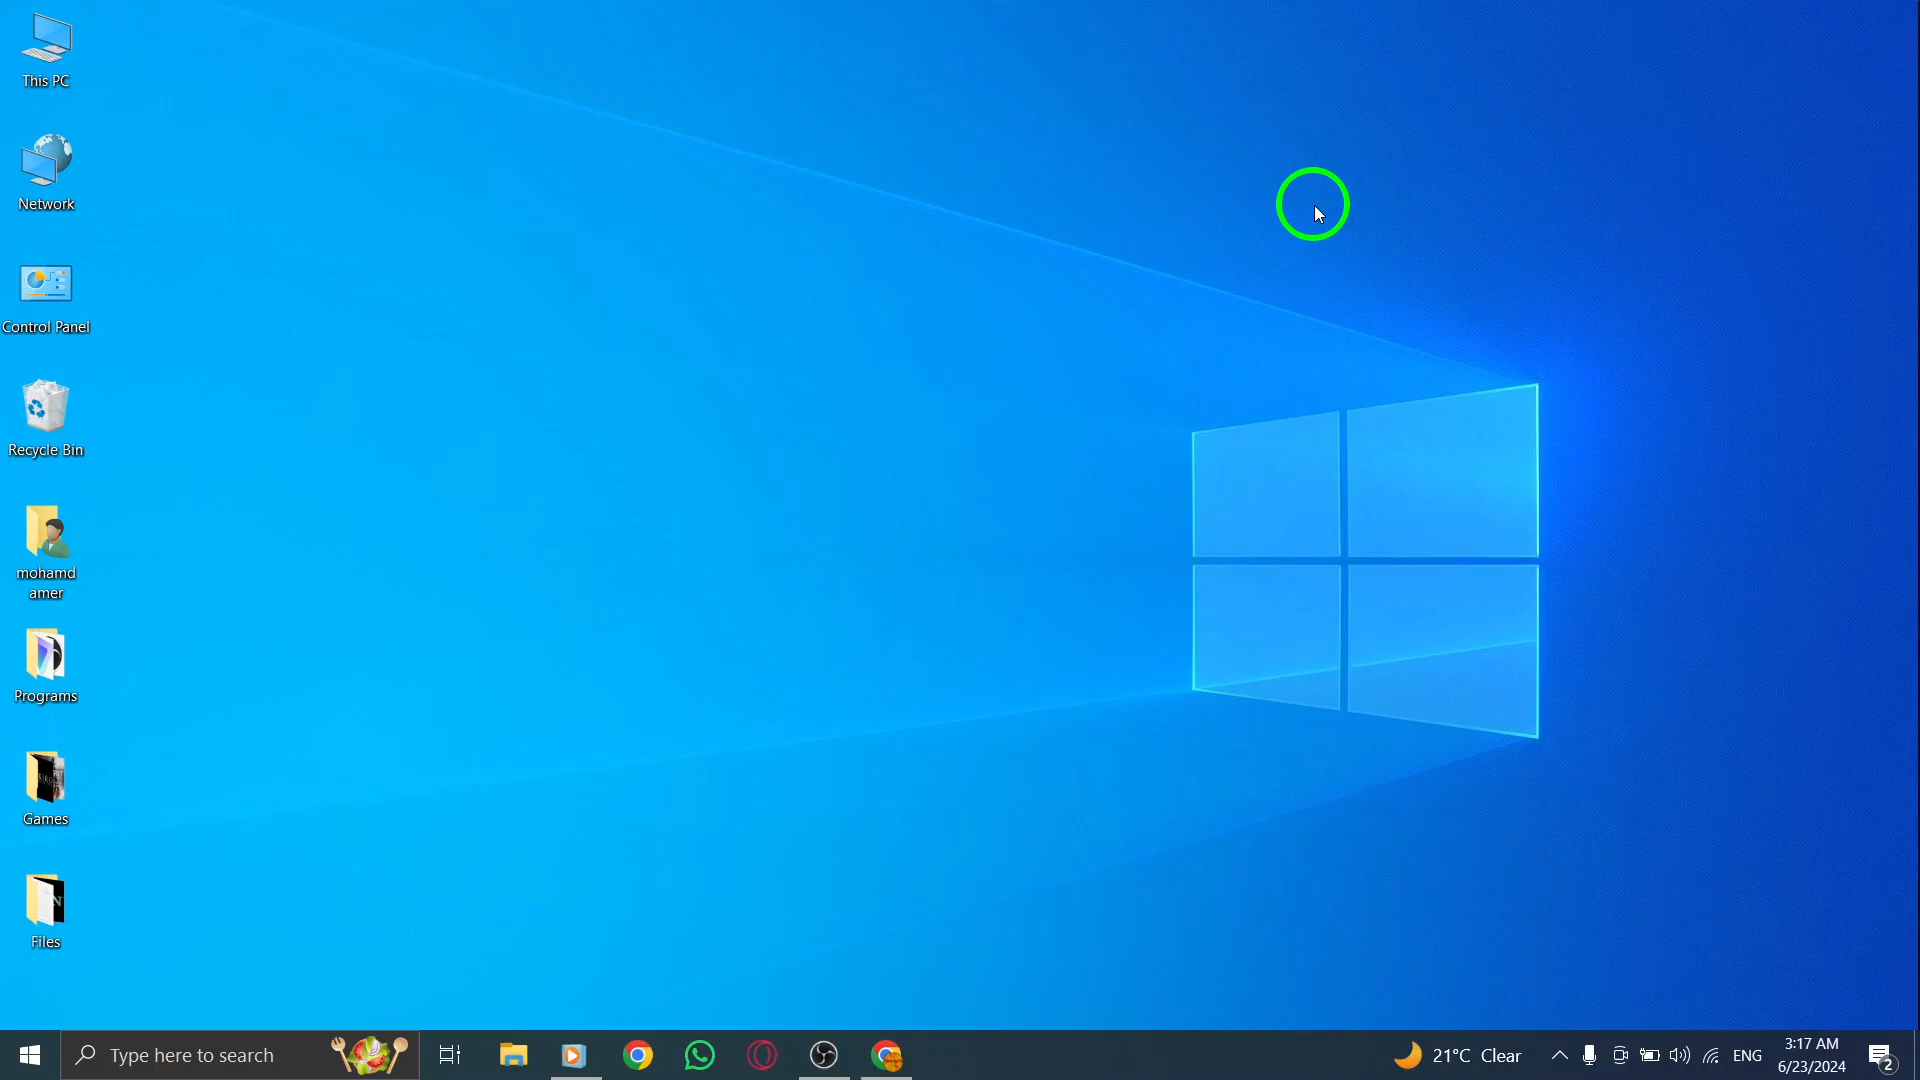 This PC
Network
Control Panel
Recycle Bin
mohamd
amer
Programs
Games
Files
Type here to search
21°C Clear
ENG
3:17 AM
6/23/2024
2